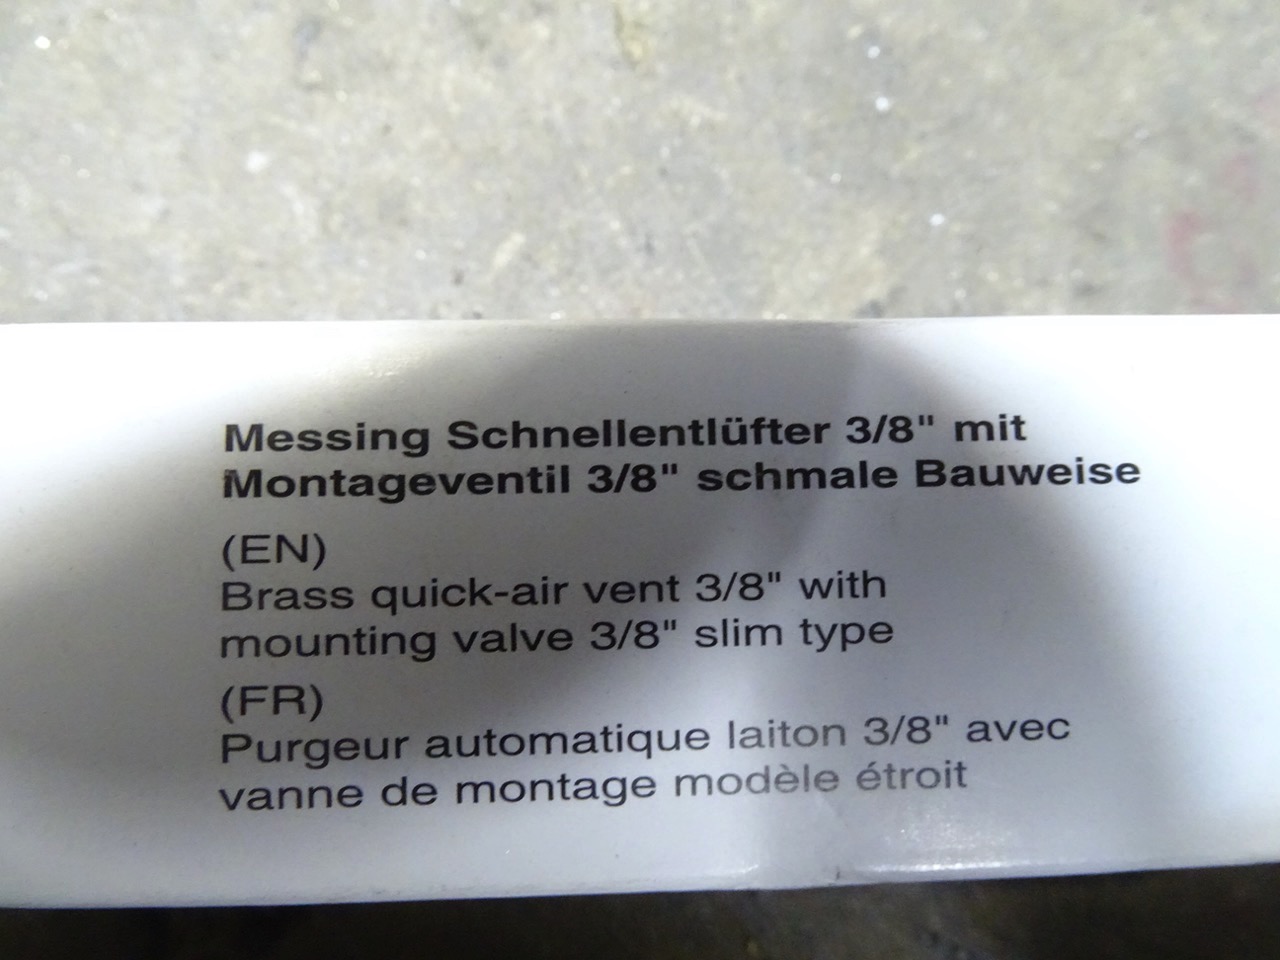 Messing Schnellentlüfter 3/8" mit
Montageventil 3/8" schmale Bauweise
(EN)
Brass quick-air vent 3/8" with
mounting valve 3/8" slim type
(FR)
Purgeur automatique laiton 3/8" avec
vanne de montage modèle étroit